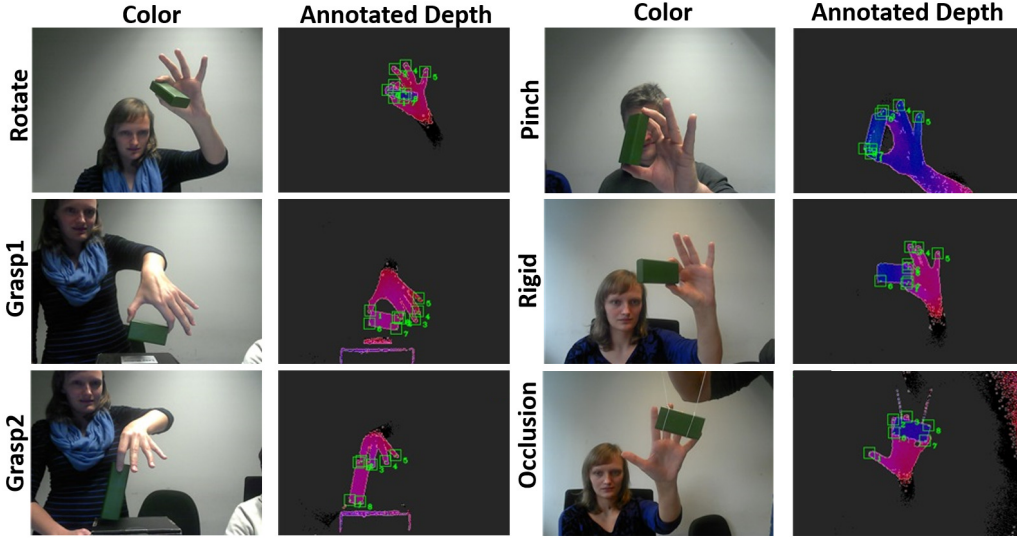 Color Annotated Depth Color Annotated Depth
Rotate
Pinch
Grasp1
Rigid
Grasp2
Occlusion